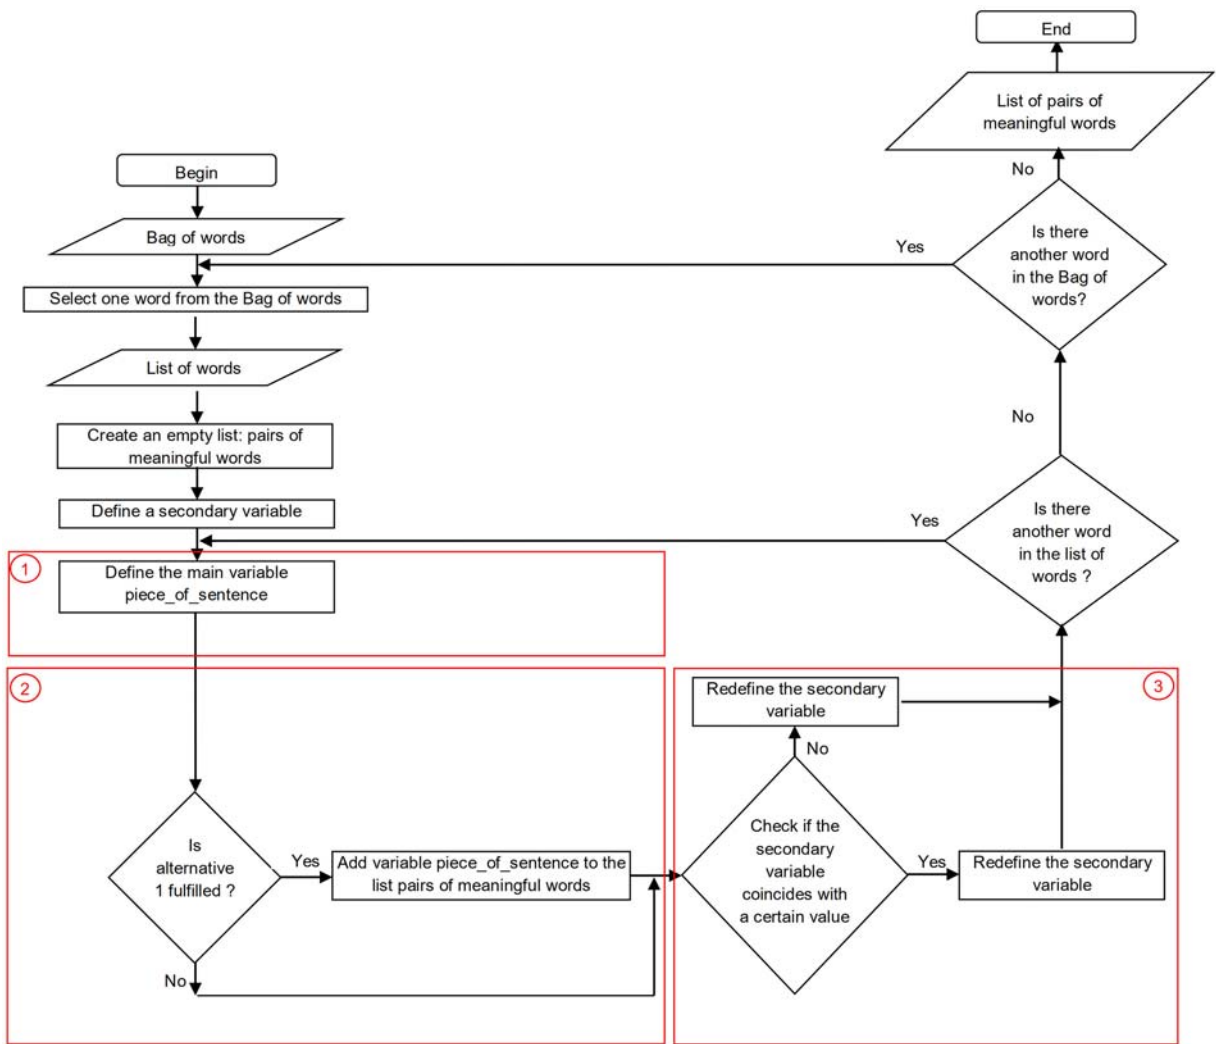 Begin
Bag of words
Select one word from the Bag of words
List of words
Create an empty list: pairs of
meaningful words
Define a secondary variable
1
Define the main variable
piece_of_sentence
2
Is
alternative
1 fulfilled ?
Yes
No
Add variable piece_of_sentence to the
list pairs of meaningful words
3
Check if the
secondary
variable
coincides with
a certain value
No
Redefine the secondary
variable
Yes
Redefine the secondary
variable
Is there
another word
in the list of
words ?
Yes
No
Is there
another word
in the Bag of
words?
Yes
No
List of pairs of
meaningful words
End